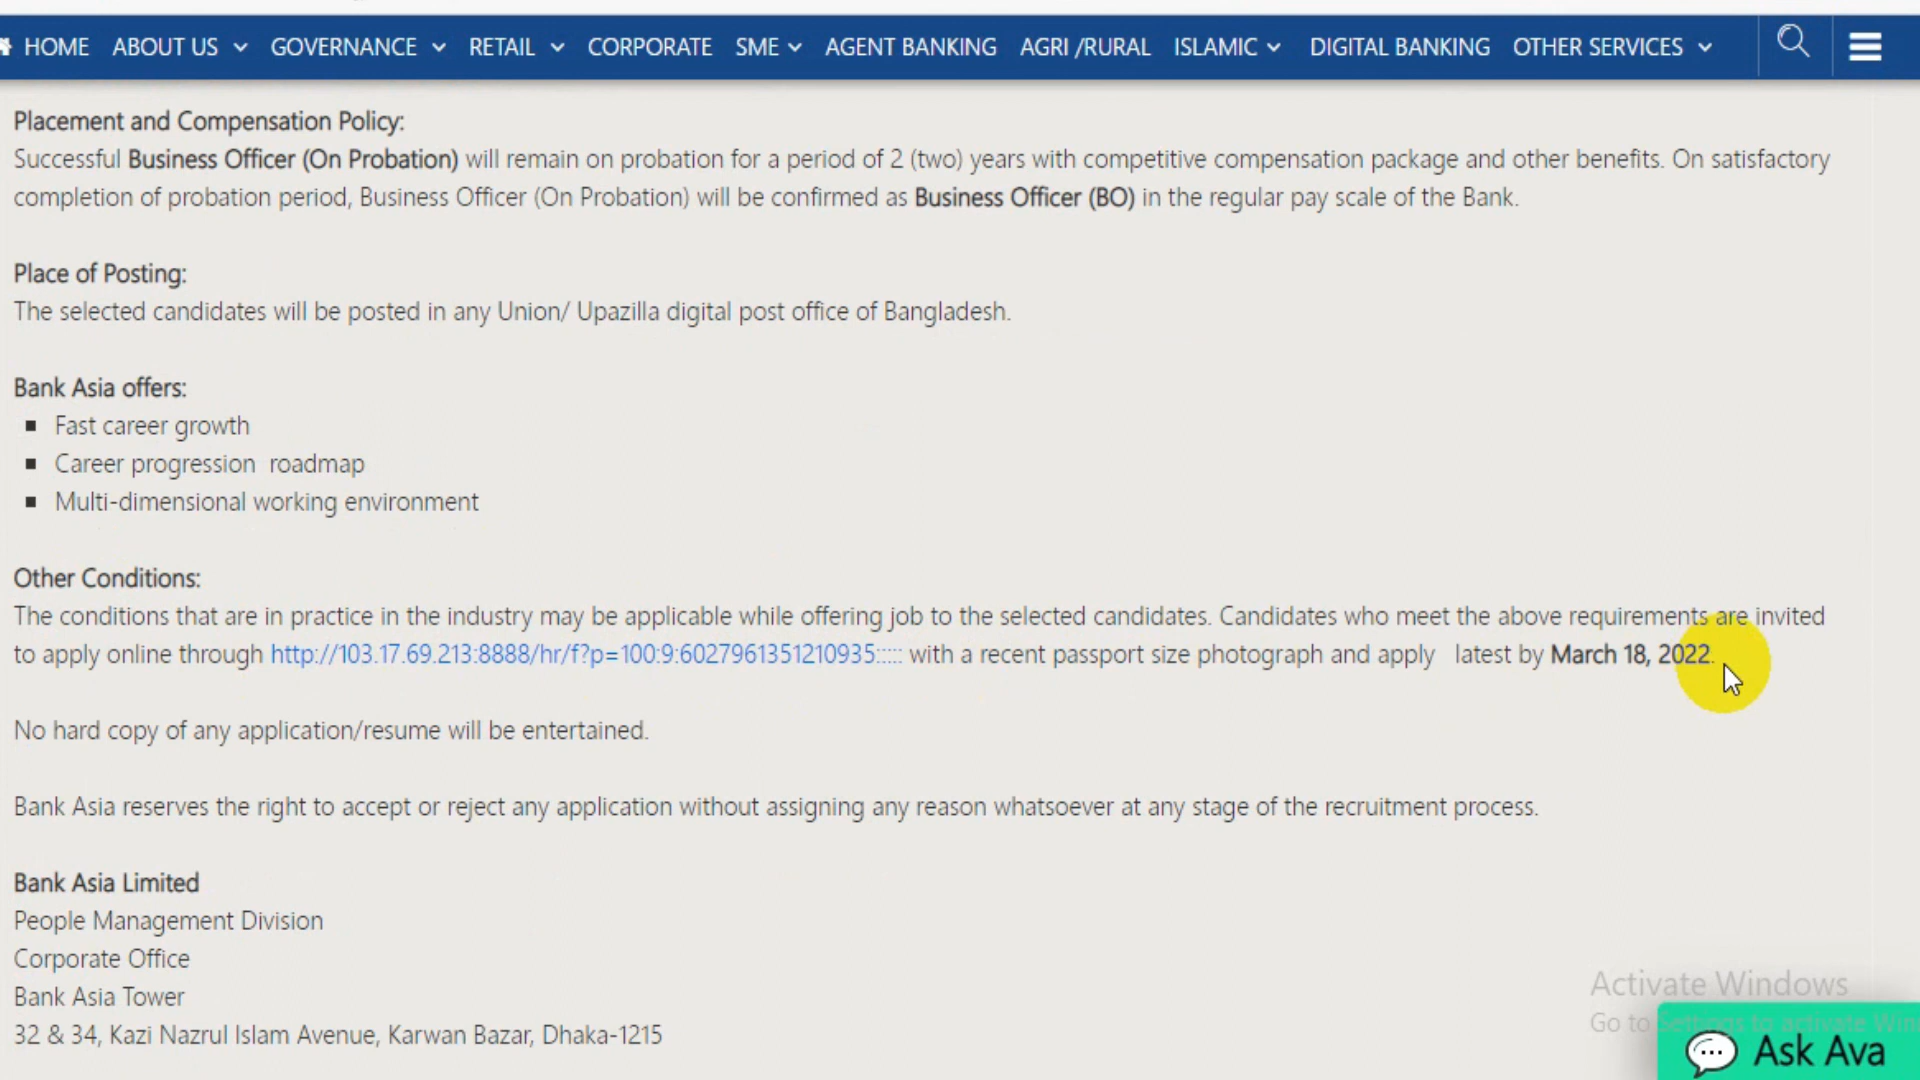 HOME ABOUT US GOVERNANCE RETAIL CORPORATE SME AGENT BANKING AGRI /RURAL ISLAMIC DIGITAL BANKING OTHER SERVICES
Placement and Compensation Policy:
Successful Business Officer (On Probation) will remain on probation for a period of 2 (two) years with competitive compensation package and other benefits. On satisfactory
completion of probation period, Business Officer (On Probation) will be confirmed as Business Officer (BO) in the regular pay scale of the Bank.
Place of Posting:
The selected candidates will be posted in any Union/ Upazilla digital post office of Bangladesh.
Bank Asia offers:
Fast career growth
Career progression roadmap
Multi-dimensional working environment
Other Conditions:
The conditions that are in practice in the industry may be applicable while offering job to the selected candidates. Candidates who meet the above requirements are invited
to apply online through http://103.17.69.213:8888/hr/f?p=100:9:6027961351210935::::: with a recent passport size photograph and apply latest by March 18, 2022.
No hard copy of any application/resume will be entertained.
Bank Asia reserves the right to accept or reject any application without assigning any reason whatsoever at any stage of the recruitment process.
Bank Asia Limited
People Management Division
Corporate Office
Bank Asia Tower
32 & 34, Kazi Nazrul Islam Avenue, Karwan Bazar, Dhaka-1215
Activate Windows
Go to Settings to activate Win
Ask Ava